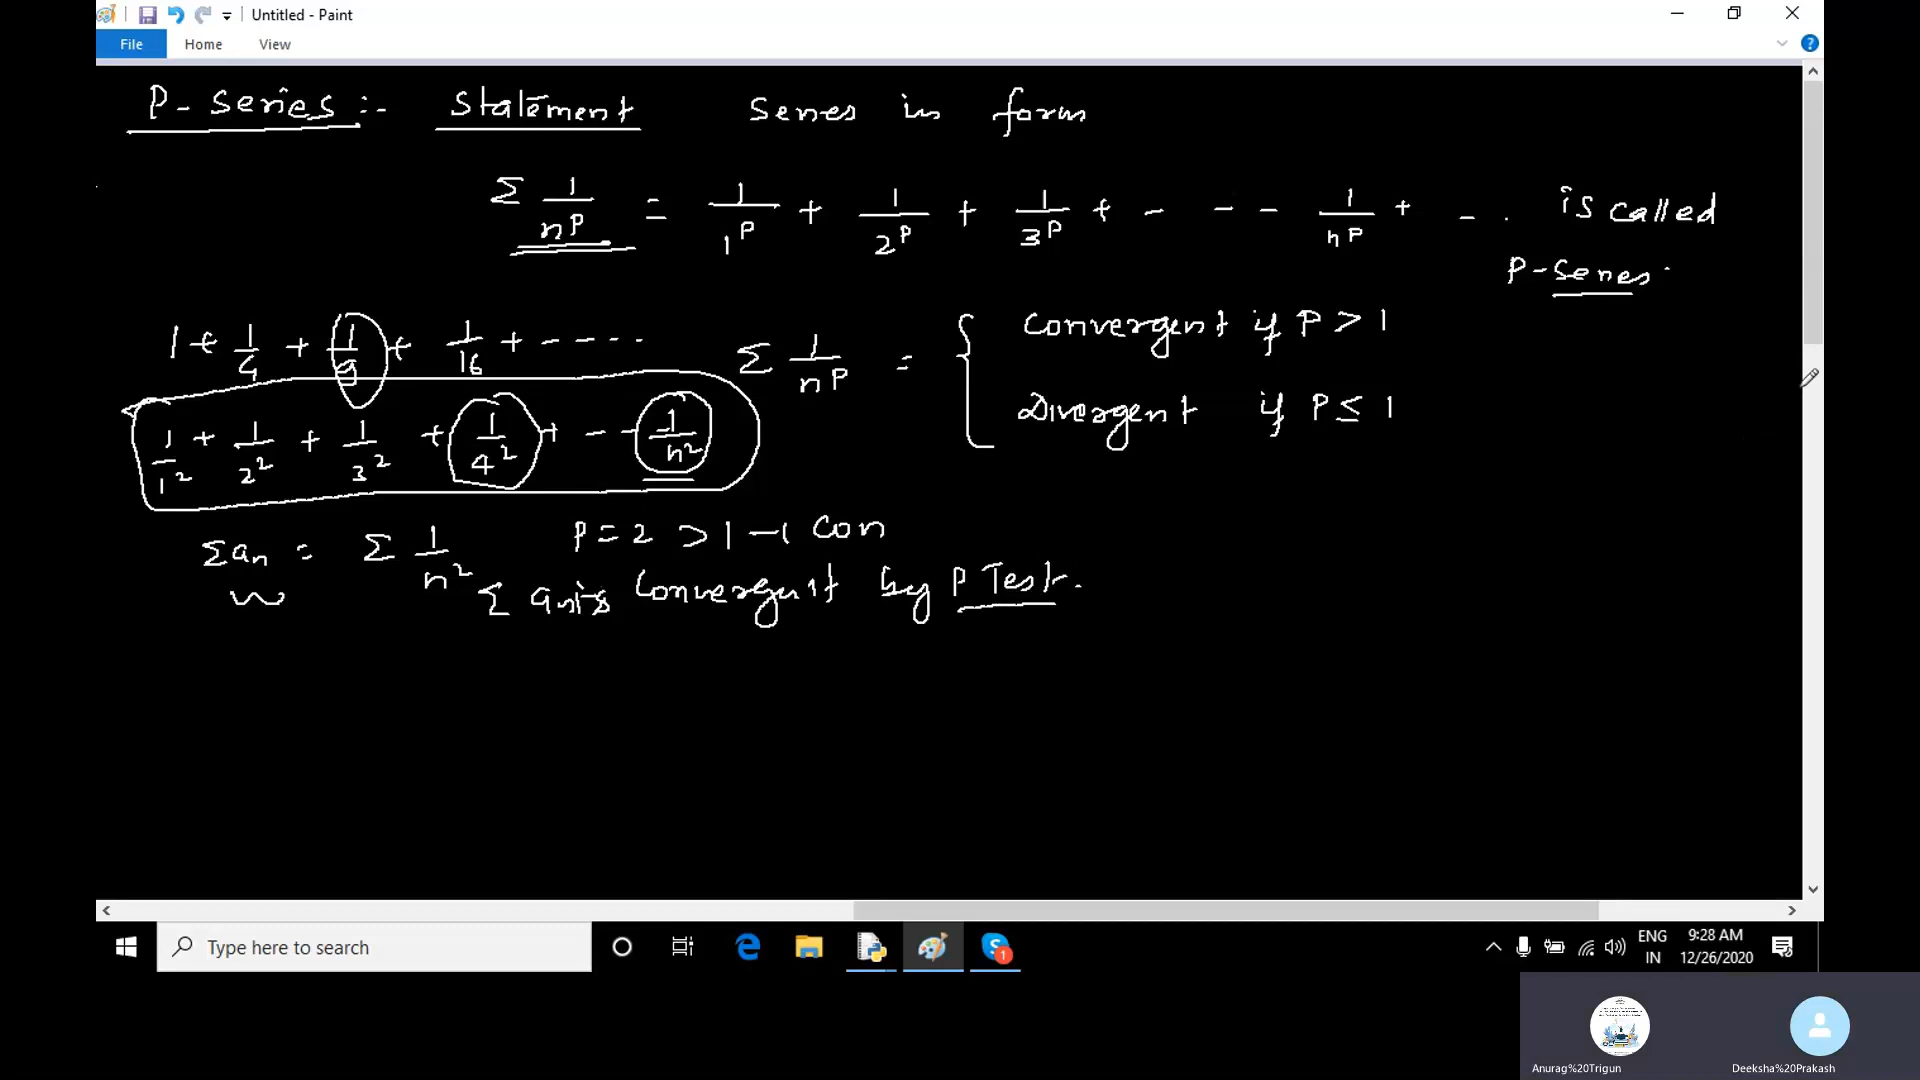 Untitled - Paint
File Home View
P- series :- Statement Series in form
Σ 1/n^P = 1/1^P + 1/2^P + 1/3^P + - - - 1/n^P + - . is called
P-Series.
1 + 1/4 + 1/9 + 1/16 + - - - - ..
Σ 1/n^P = { Convergent if P > 1
Divergent if P ≤ 1
1/1^2 + 1/2^2 + 1/3^2 + 1/4^2 + - - 1/n^2
Σan = Σ 1/n^2 P = 2 > 1 → Con
Σ an is Convergent by P Test.
Type here to search
ENG
IN
9:28 AM
12/26/2020
1
Anurag%20Trigun
Deeksha%20Prakash